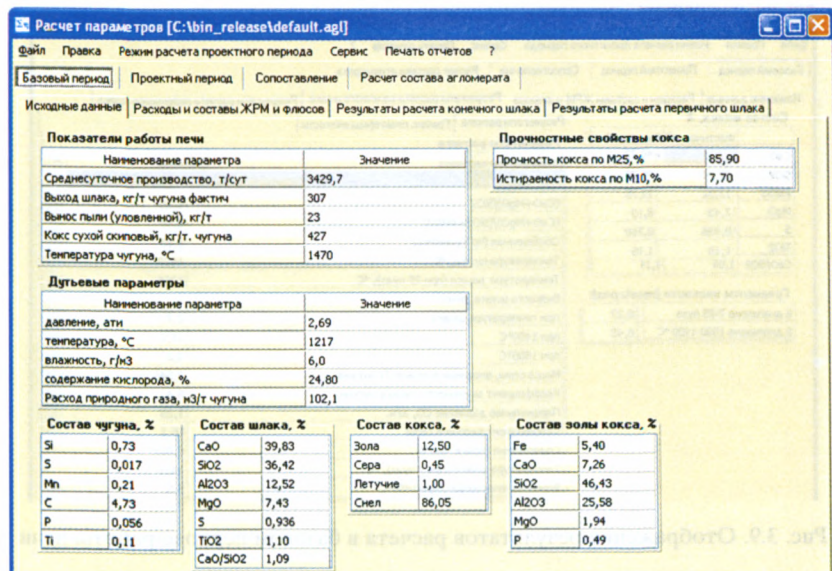 Расчет параметров [C:\bin_release\default.agl]
Файл Правка Режим расчета проектного периода Сервис Печать отчетов ?
Базовый период Проектный период Сопоставление Расчет состава агломерата
Исходные данные Расходы и составы ЖРМ и флюсов Результаты расчета конечного шлака Результаты расчета первичного шлака
Показатели работы печи
Наименование параметра Значение
Среднесуточное производство, т/сут 3429,7
Выход шлака, кг/т чугуна фактич 307
Вынос пыли (уловленной), кг/т 23
Кокс сухой скиповый, кг/т. чугуна 427
Температура чугуна, °С 1470
Прочностные свойства кокса
Прочность кокса по М25,% 85,90
Истираемость кокса по М10,% 7,70
Дутьевые параметры
Наименование параметра Значение
давление, ати 2,69
температура, °С 1217
влажность, г/м3 6,0
содержание кислорода, % 24,80
Расход природного газа, м3/т чугуна 102,1
Состав чугуна, %
Si 0,73
S 0,017
Mn 0,21
C 4,73
P 0,056
Ti 0,11
Состав шлака, %
CaO 39,83
SiO2 36,42
Al2O3 12,52
MgO 7,43
S 0,936
TiO2 1,10
CaO/SiO2 1,09
Состав кокса, %
Зола 12,50
Сера 0,45
Летучие 1,00
Снел 86,05
Состав золы кокса, %
Fe 5,40
CaO 7,26
SiO2 46,43
Al2O3 25,58
MgO 1,94
P 0,49